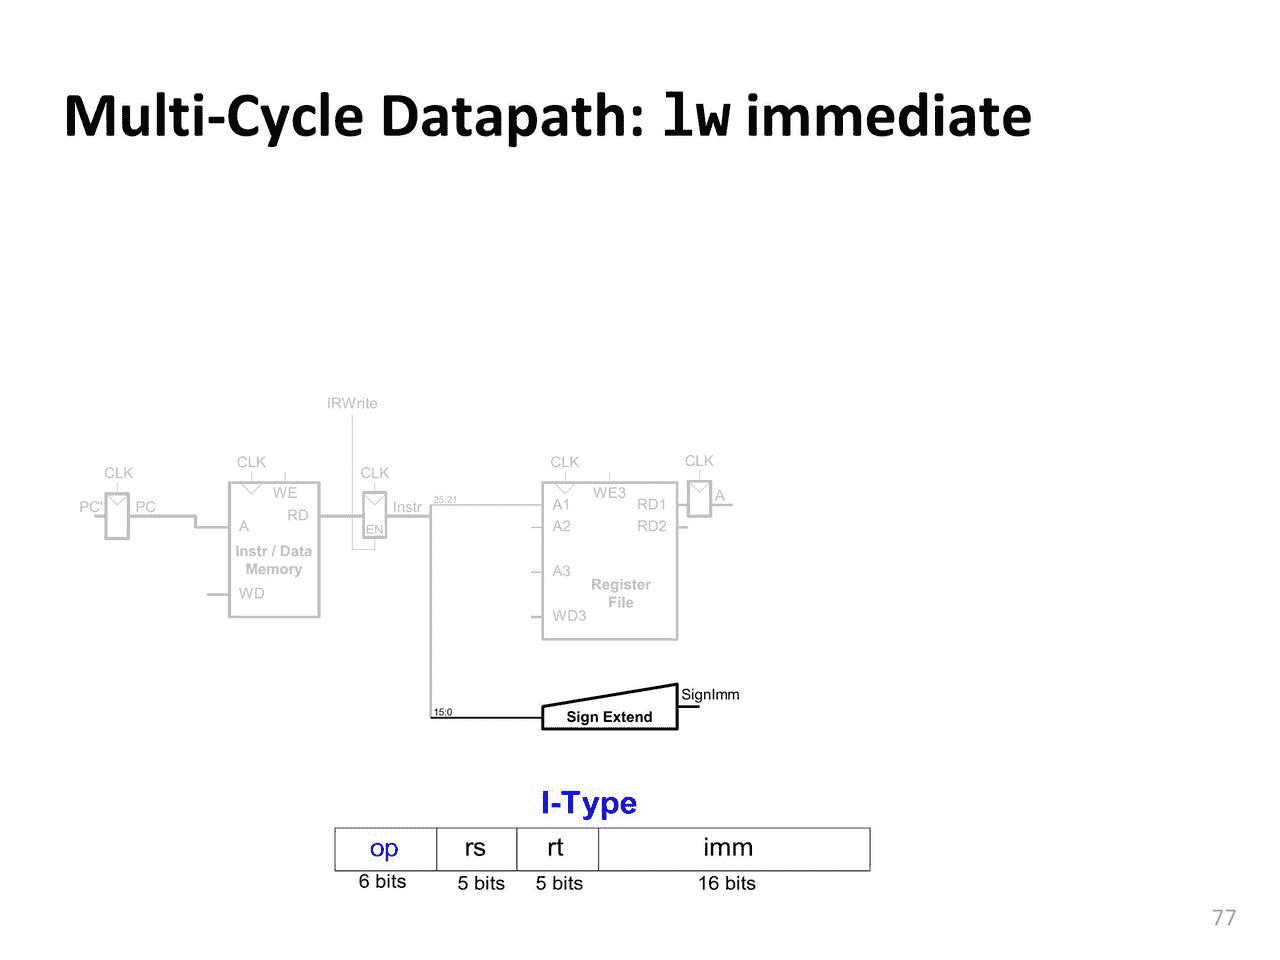 Multi-Cycle Datapath: lw immediate
IRWrite
CLK
CLK
CLK
CLK
CLK
PC'
PC
WE
RD
A
Instr / Data
Memory
WD
EN
Instr
25:21
A1
WE3
RD1
A
A2
RD2
A3
Register
File
WD3
15:0
Sign Extend
SignImm
I-Type
op rs rt imm
6 bits 5 bits 5 bits 16 bits
77